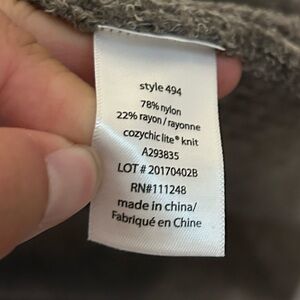 style 494
78% nylon
22% rayon/rayonne
cozychic lite® knit
A293835
LOT # 20170402B
RN#111248
made in china/
Fabriqué en Chine